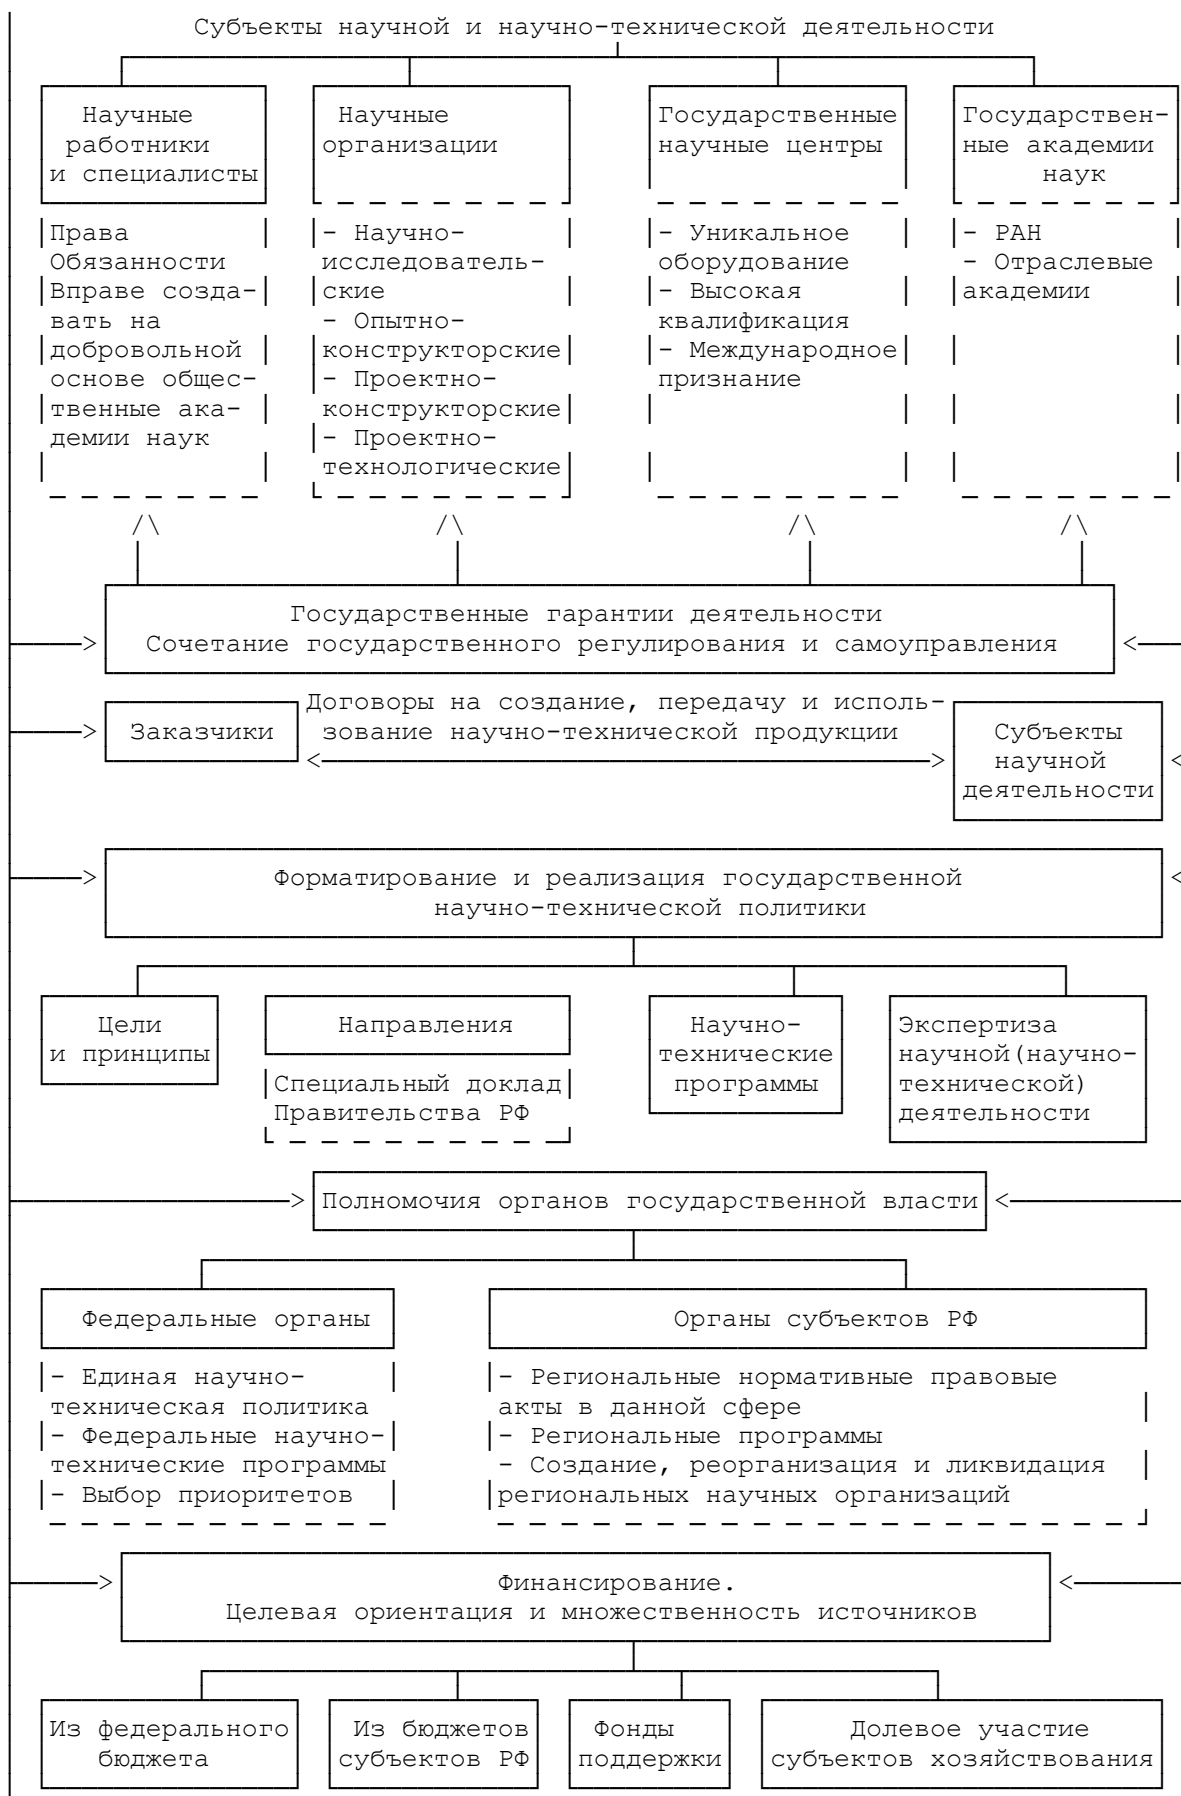 Субъекты научной и научно-технической деятельности
Научные
работники
и специалисты
Научные
организации
Государственные
научные центры
Государствен-
ные академии
наук
Права
Обязанности
Вправе созда-
вать на
добровольной
основе общес-
твенные ака-
демии наук
- Научно-
исследователь-
ские
- Опытно-
конструкторские
- Проектно-
конструкторские
- Проектно-
технологические
- Уникальное
оборудование
- Высокая
квалификация
- Международное
признание
- РАН
- Отраслевые
академии
Государственные гарантии деятельности
Сочетание государственного регулирования и самоуправления
Заказчики
Договоры на создание, передачу и исполь-
зование научно-технической продукции
Субъекты
научной
деятельности
Форматирование и реализация государственной
научно-технической политики
Цели
и принципы
Направления
Специальный доклад
Правительства РФ
Научно-
технические
программы
Экспертиза
научной(научно-
технической)
деятельности
Полномочия органов государственной власти
Федеральные органы
- Единая научно-
техническая политика
- Федеральные научно-
технические программы
- Выбор приоритетов
Органы субъектов РФ
- Региональные нормативные правовые
акты в данной сфере
- Региональные программы
- Создание, реорганизация и ликвидация
региональных научных организаций
Финансирование.
Целевая ориентация и множественность источников
Из федерального
бюджета
Из бюджетов
субъектов РФ
Фонды
поддержки
Долевое участие
субъектов хозяйствования